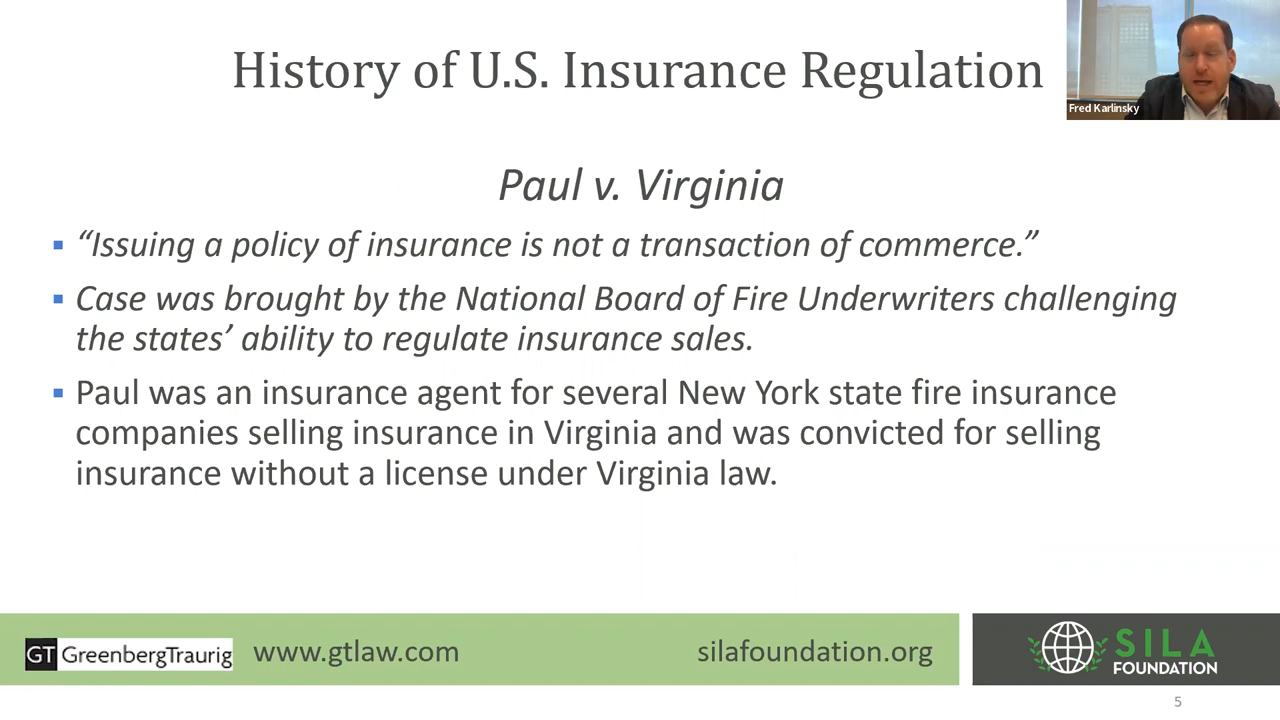 History of U.S. Insurance Regulation
Fred Karlinsky
Paul v. Virginia
“Issuing a policy of insurance is not a transaction of commerce.”
Case was brought by the National Board of Fire Underwriters challenging
the states’ ability to regulate insurance sales.
Paul was an insurance agent for several New York state fire insurance
companies selling insurance in Virginia and was convicted for selling
insurance without a license under Virginia law.
GT GreenbergTraurig
www.gtlaw.com
silafoundation.org
SILA
FOUNDATION
5